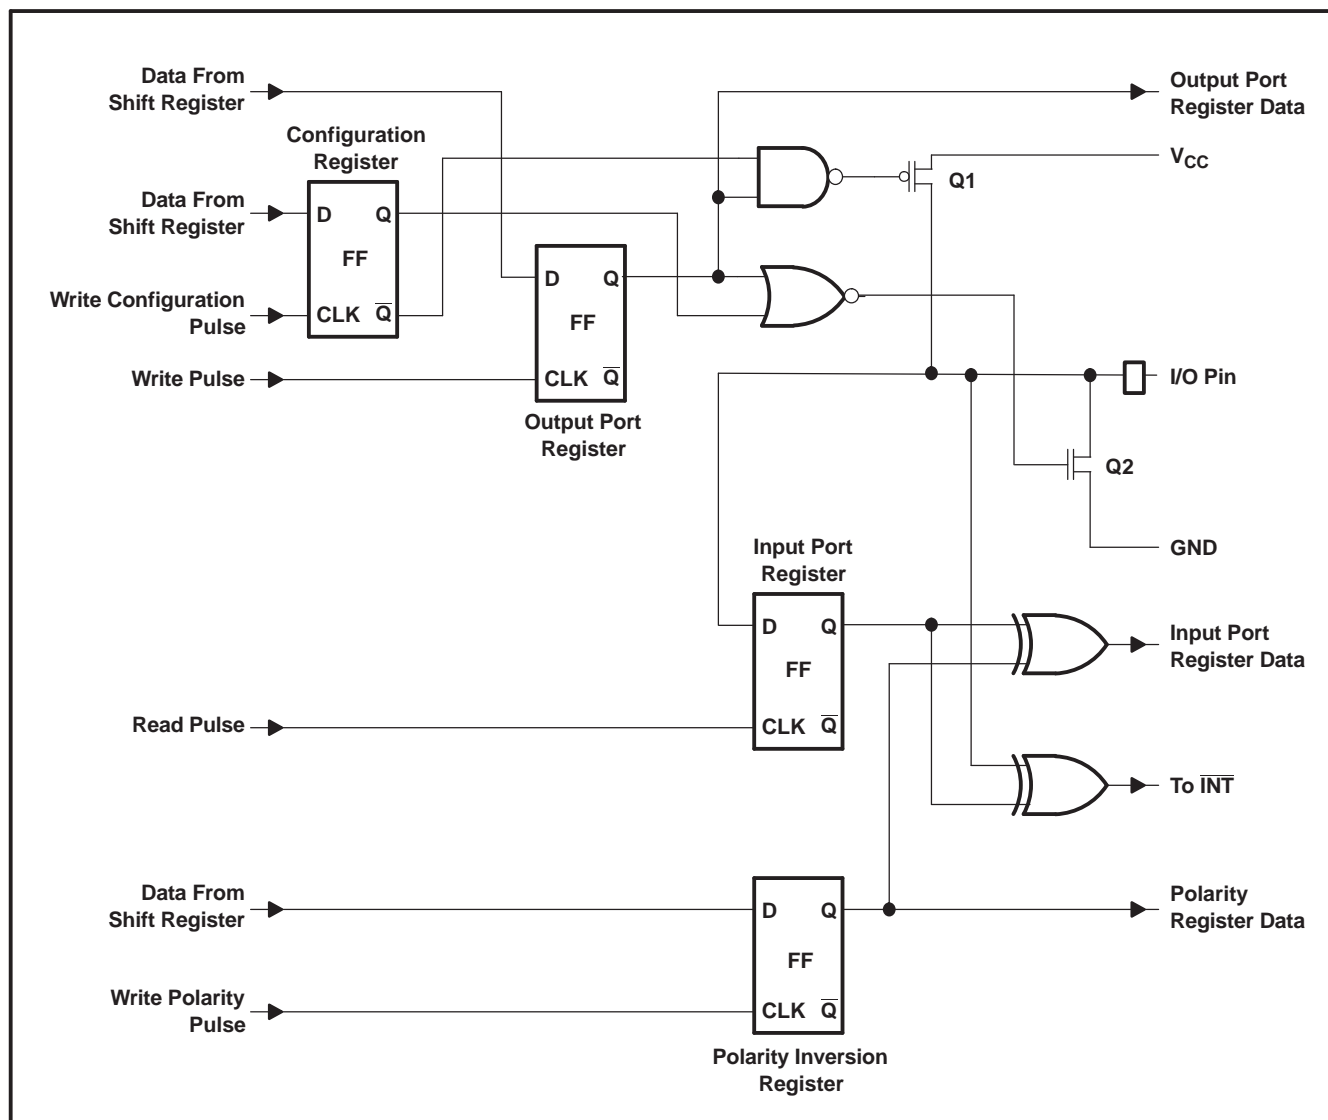 Data From
Shift Register
Output Port
Register Data
Configuration
Register
VCC
Q1
Data From
Shift Register
D
Q
FF
CLK
Q̅
D
Q
FF
CLK
Q̅
Write Configuration
Pulse
Write Pulse
Output Port
Register
I/O Pin
Q2
GND
Input Port
Register
D
Q
FF
CLK
Q̅
Input Port
Register Data
Read Pulse
To I̅N̅T̅
Data From
Shift Register
D
Q
FF
CLK
Q̅
Polarity
Register Data
Write Polarity
Pulse
Polarity Inversion
Register